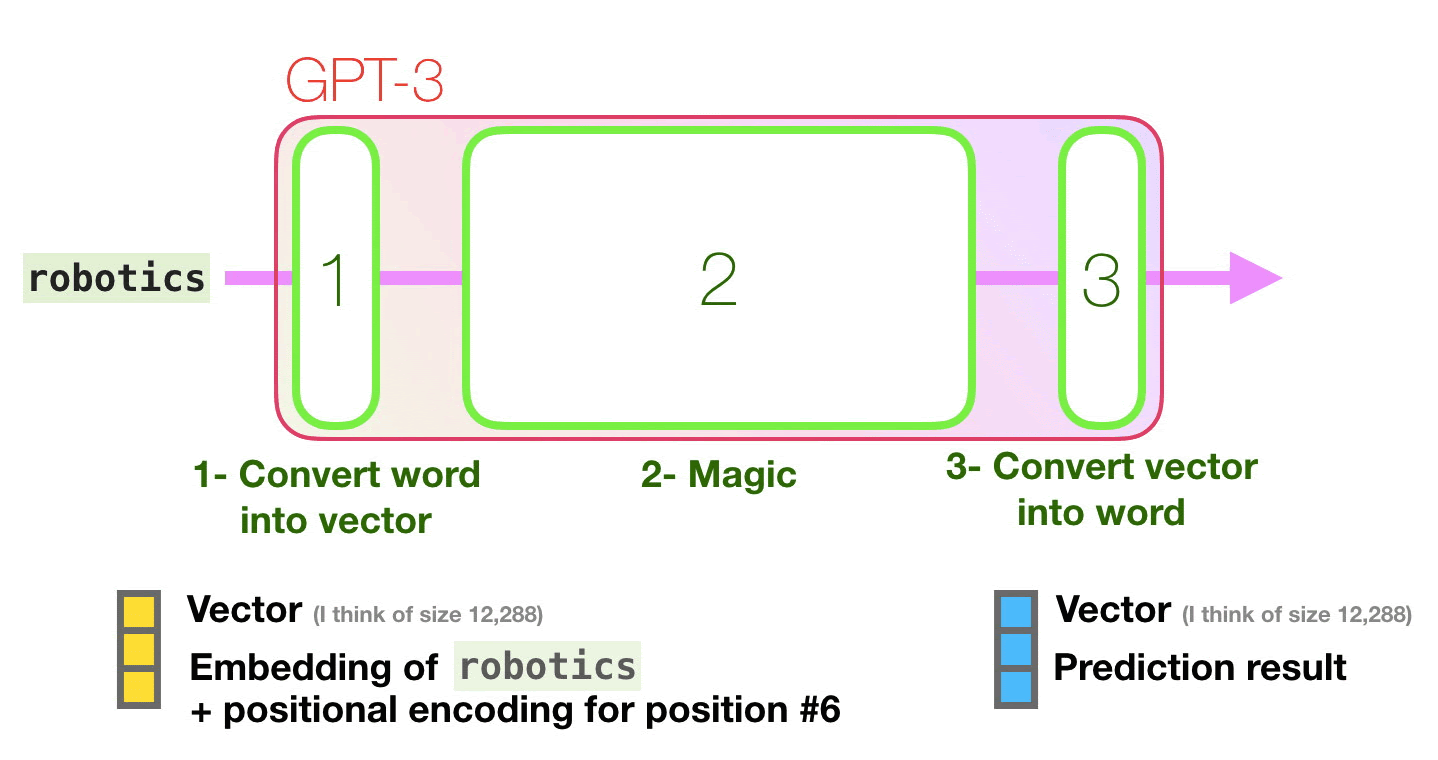 GPT-3
robotics
1
2
3
1- Convert word
into vector
2- Magic
3- Convert vector
into word
Vector (I think of size 12,288)
Embedding of robotics
+ positional encoding for position #6
Vector (I think of size 12,288)
Prediction result